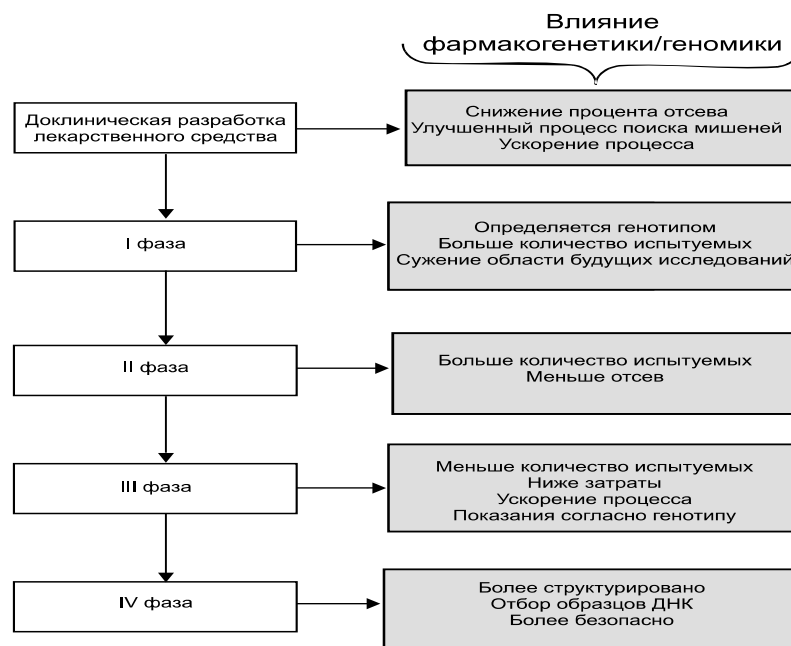 Влияние
фармакогенетики/геномики
Доклиническая разработка
лекарственного средства
Снижение процента отсева
Улучшенный процесс поиска мишеней
Ускорение процесса
I фаза
Определяется генотипом
Больше количество испытуемых
Сужение области будущих исследований
II фаза
Больше количество испытуемых
Меньше отсев
III фаза
Меньше количество испытуемых
Ниже затраты
Ускорение процесса
Показания согласно генотипу
IV фаза
Более структурировано
Отбор образцов ДНК
Более безопасно